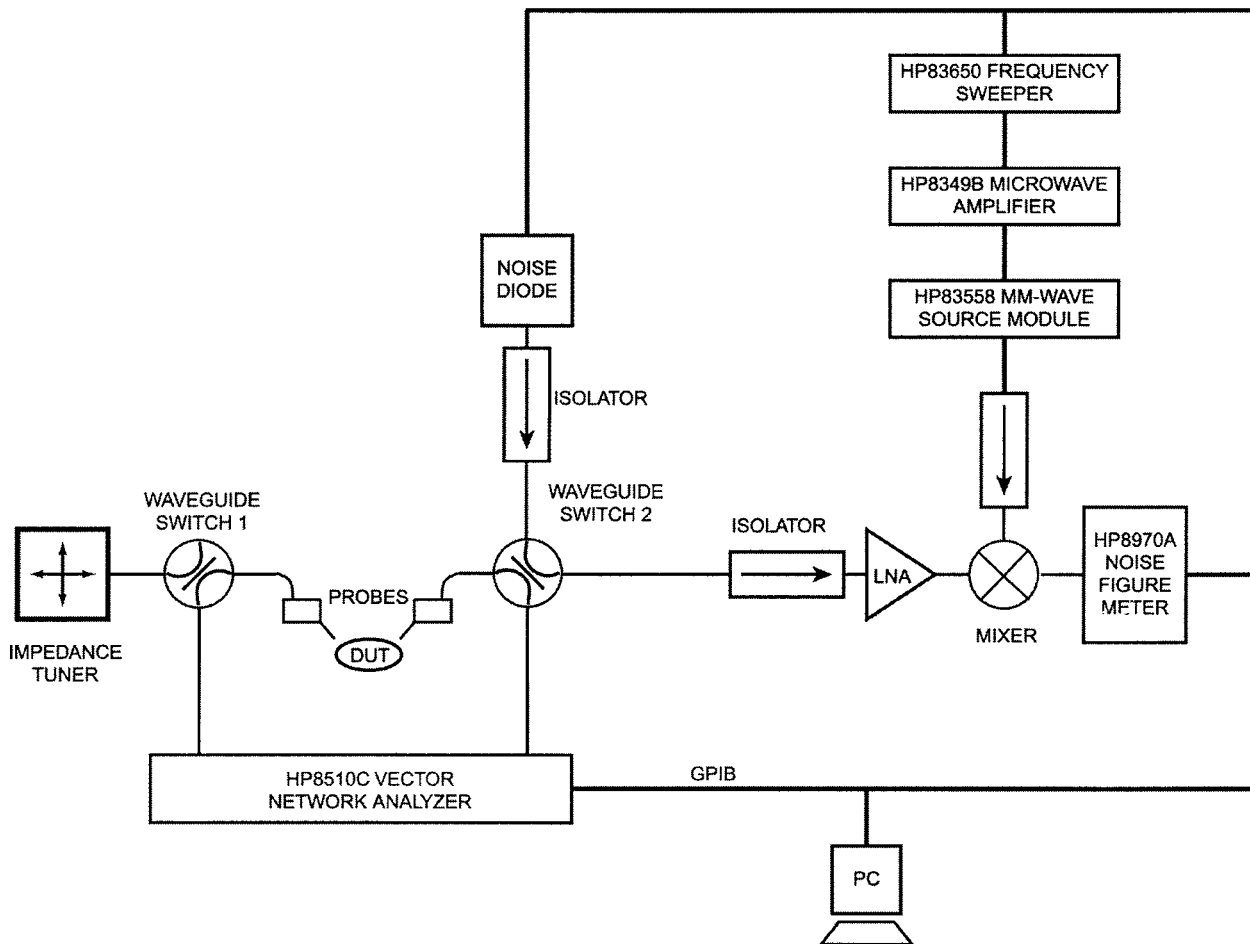 HP83650 FREQUENCY
SWEEPER
HP8349B MICROWAVE
AMPLIFIER
NOISE
DIODE
HP83558 MM-WAVE
SOURCE MODULE
ISOLATOR
WAVEGUIDE
SWITCH 1
WAVEGUIDE
SWITCH 2
ISOLATOR
HP8970A
NOISE
FIGURE
METER
LNA
PROBES
MIXER
DUT
IMPEDANCE
TUNER
HP8510C VECTOR
NETWORK ANALYZER
GPIB
PC